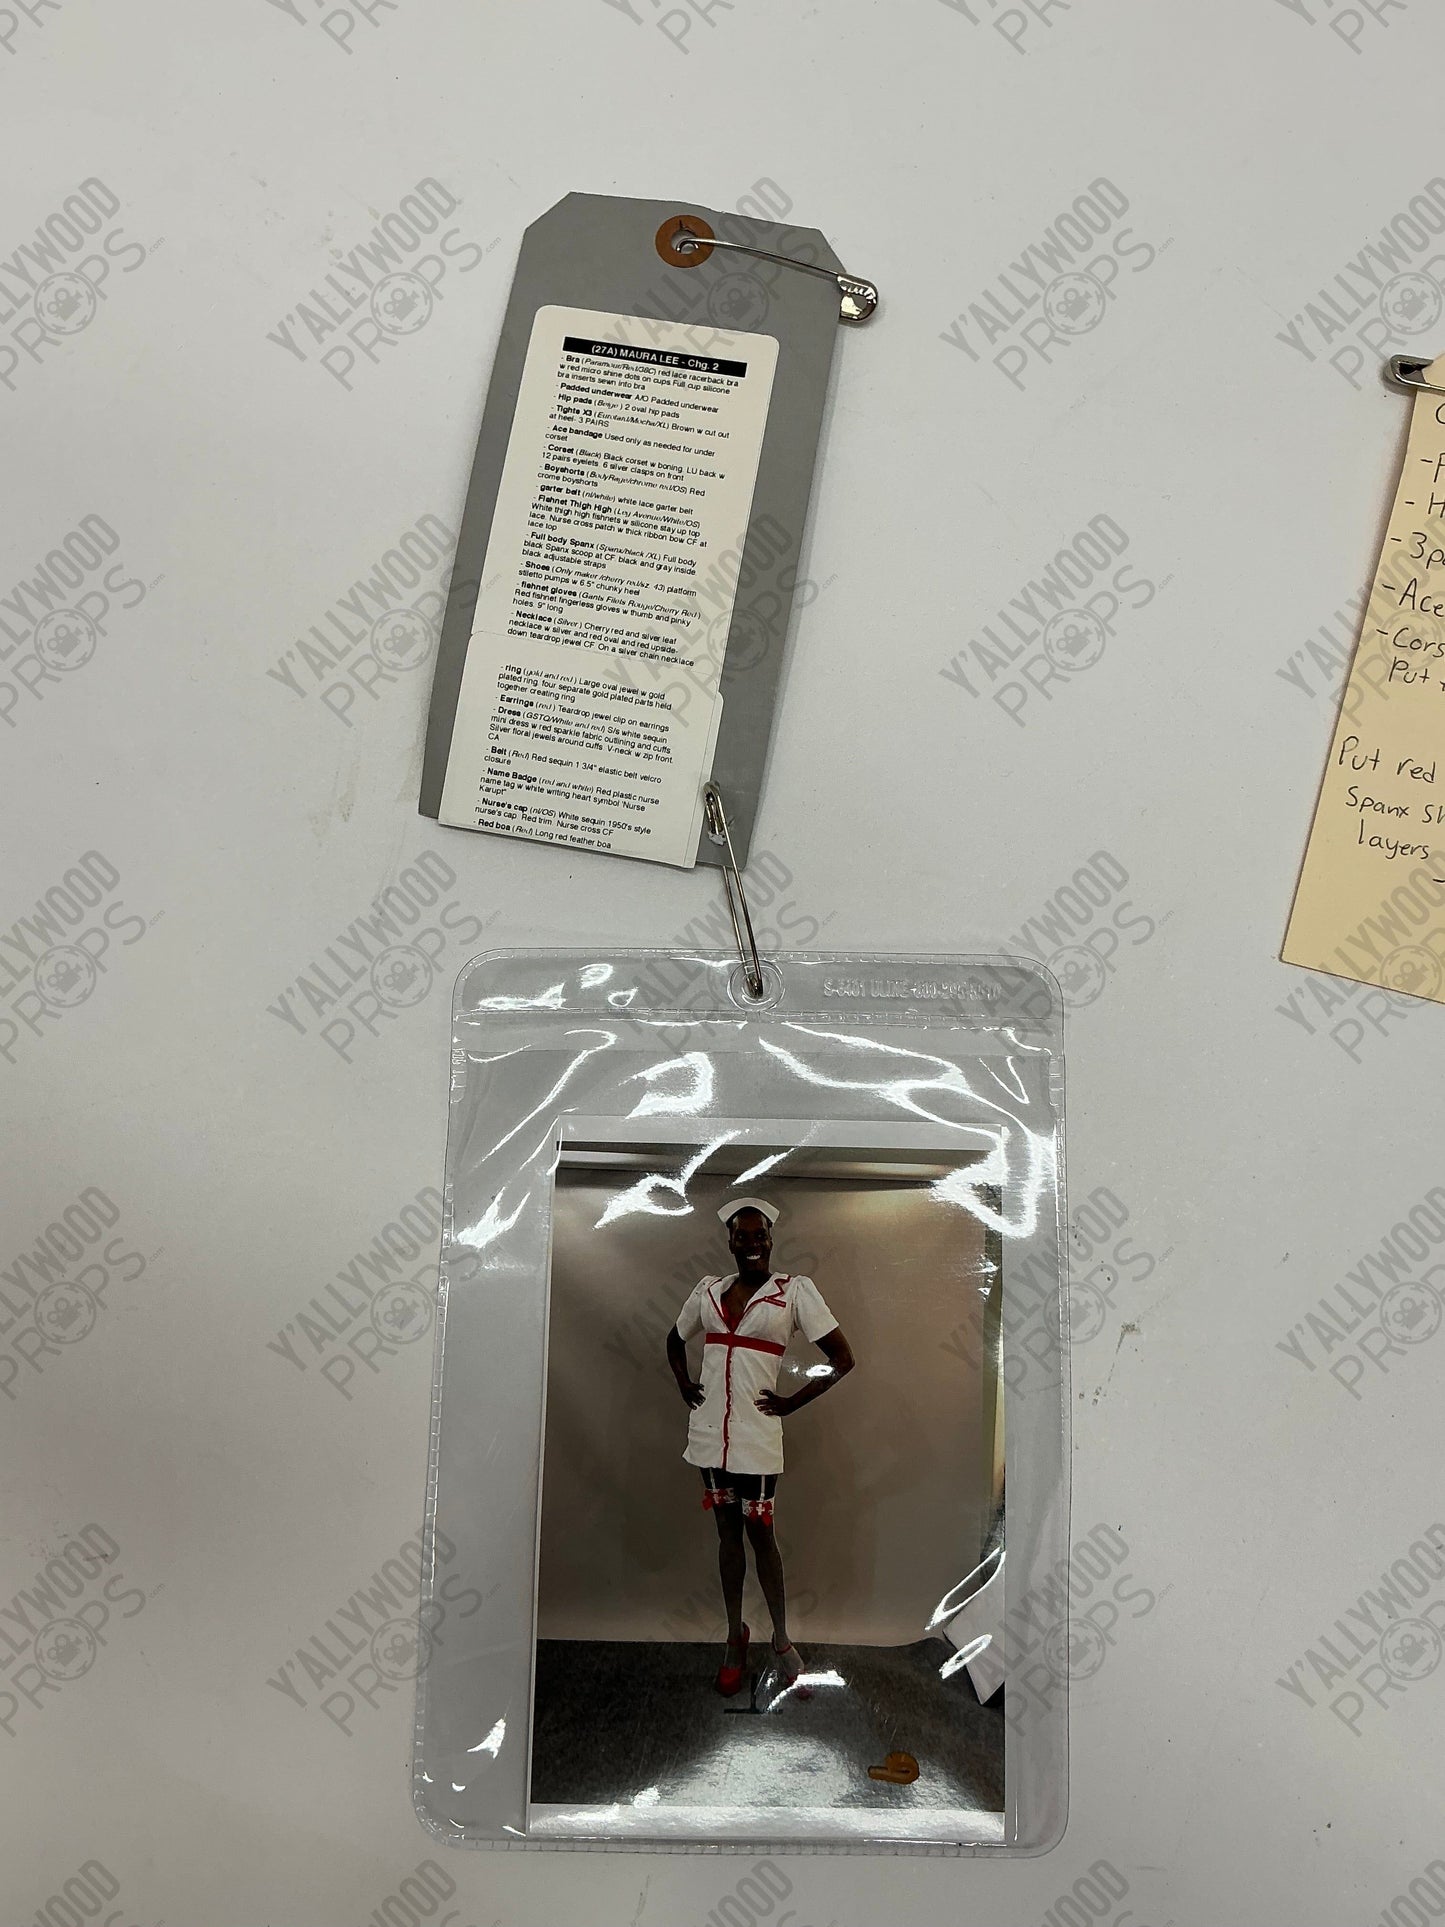 (27A) MAURA LEE - Chg. 2
- Bra (Paramour/Red/38C) red lace racerback bra
w red micro shine dots on cups. Full cup silicone
bra inserts sewn into bra
- Padded underwear A/O Padded underwear
- Hip pads (Beige) 2 oval hip pads
- Tights X3 (Eurotard/Mocha/XL) Brown w cut out
at heel- 3 PAIRS
- Ace bandage Used only as needed for under
corset
- Corset (Black) Black corset w boning. LU back w
12 pairs eyelets. 6 silver clasps on front
- Boyshorts (BodyRage/chrome red/OS) Red
crome boyshorts
- garter belt (nl/white) white lace garter belt
- Fishnet Thigh High (Leg Avenue/White/OS)
White thigh high fishnets w silicone stay up top
lace. Nurse cross patch w thick ribbon bow CF at
lace top
- Full body Spanx (Spanx/black /XL) Full body
black Spanx scoop at CF black and gray inside.
black adjustable straps
- Shoes (Only maker /cherry red/sz. 43) platform
stiletto pumps w 6.5" chunky heel
- fishnet gloves (Gants Filets Rouge/Cherry Red)
Red fishnet fingerless gloves w thumb and pinky
holes. 9" long
- Necklace (Silver) Cherry red and silver leaf
necklace w silver and red oval and red upside-
down teardrop jewel CF. On a silver chain necklace
- ring (gold and red) Large oval jewel w gold
plated ring. four separate gold plated parts held
together creating ring
- Earrings (red) Teardrop jewel clip on earrings
- Dress (GSTQ/White and red) S/s white sequin
mini dress w red sparkle fabric outlining and cuffs.
Silver floral jewels around cuffs. V-neck w zip front.
CA
- Belt (Red) Red sequin 1 3/4" elastic belt velcro
closure
- Name Badge (red and white) Red plastic nurse
name tag w white writing heart symbol "Nurse
Karupt"
- Nurse's cap (nl/OS) White sequin 1950's style
nurse's cap. Red trim. Nurse cross CF
- Red boa (Red) Long red feather boa
- 3
- Ace
- Cors
Put
Put red
Spanx
layers
Y'ALLYWOOD
PROPS.com